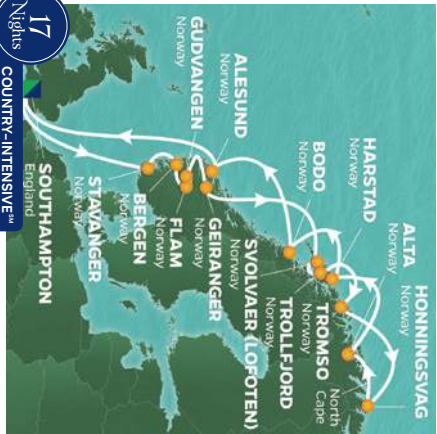 17
Nights
COUNTRY-INTENSIVE℠
HONNINGSVAG
Norway
North
Cape
ALTA
Norway
TROMSO
Norway
HARSTAD
Norway
TROLLFJORD
Norway
SVOLVAER (LOFOTEN)
Norway
BODO
Norway
GEIRANGER
Norway
ALESUND
Norway
FLAM
Norway
GUDVANGEN
Norway
BERGEN
Norway
STAVANGER
Norway
SOUTHAMPTON
England